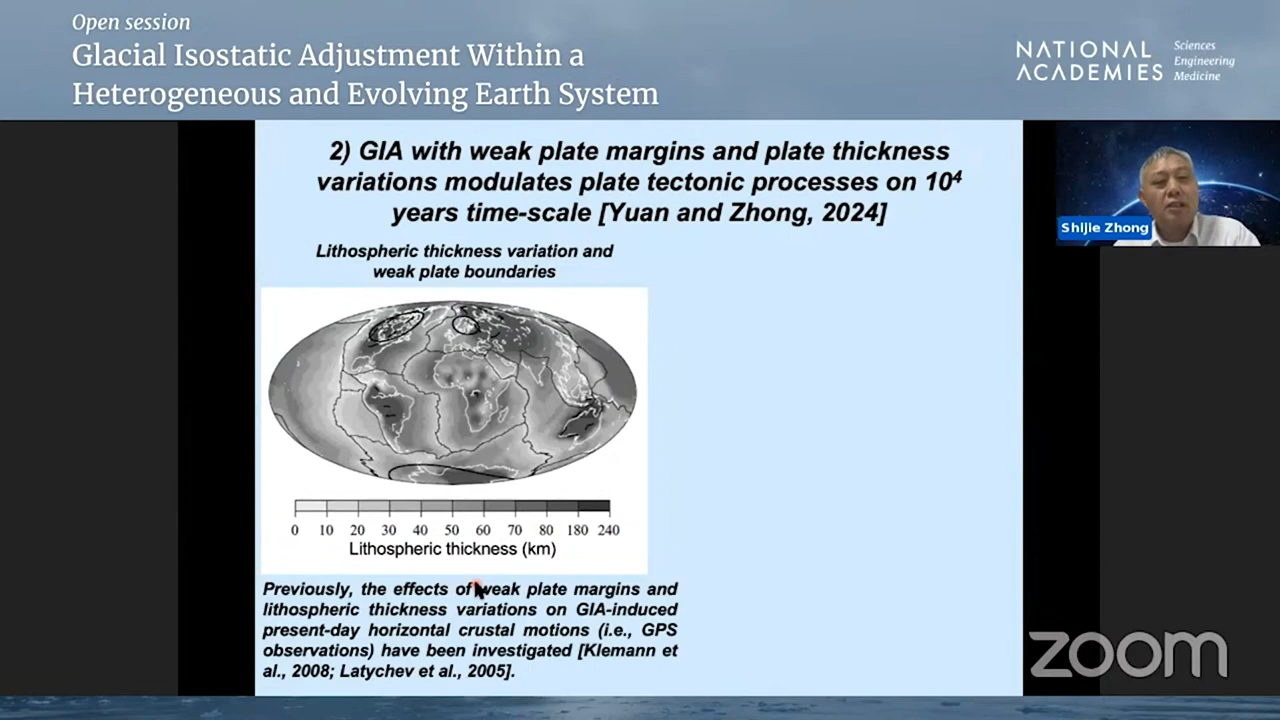 Open session
Glacial Isostatic Adjustment Within a
Heterogeneous and Evolving Earth System
NATIONAL
ACADEMIES
Sciences
Engineering
Medicine
2) GIA with weak plate margins and plate thickness
variations modulates plate tectonic processes on 10⁴
years time-scale [Yuan and Zhong, 2024]
Shijie Zhong
Lithospheric thickness variation and
weak plate boundaries
0 10 20 30 40 50 60 70 80 180 240
Lithospheric thickness (km)
Previously, the effects of weak plate margins and
lithospheric thickness variations on GIA-induced
present-day horizontal crustal motions (i.e., GPS
observations) have been investigated [Klemann et
al., 2008; Latychev et al., 2005].
zoom